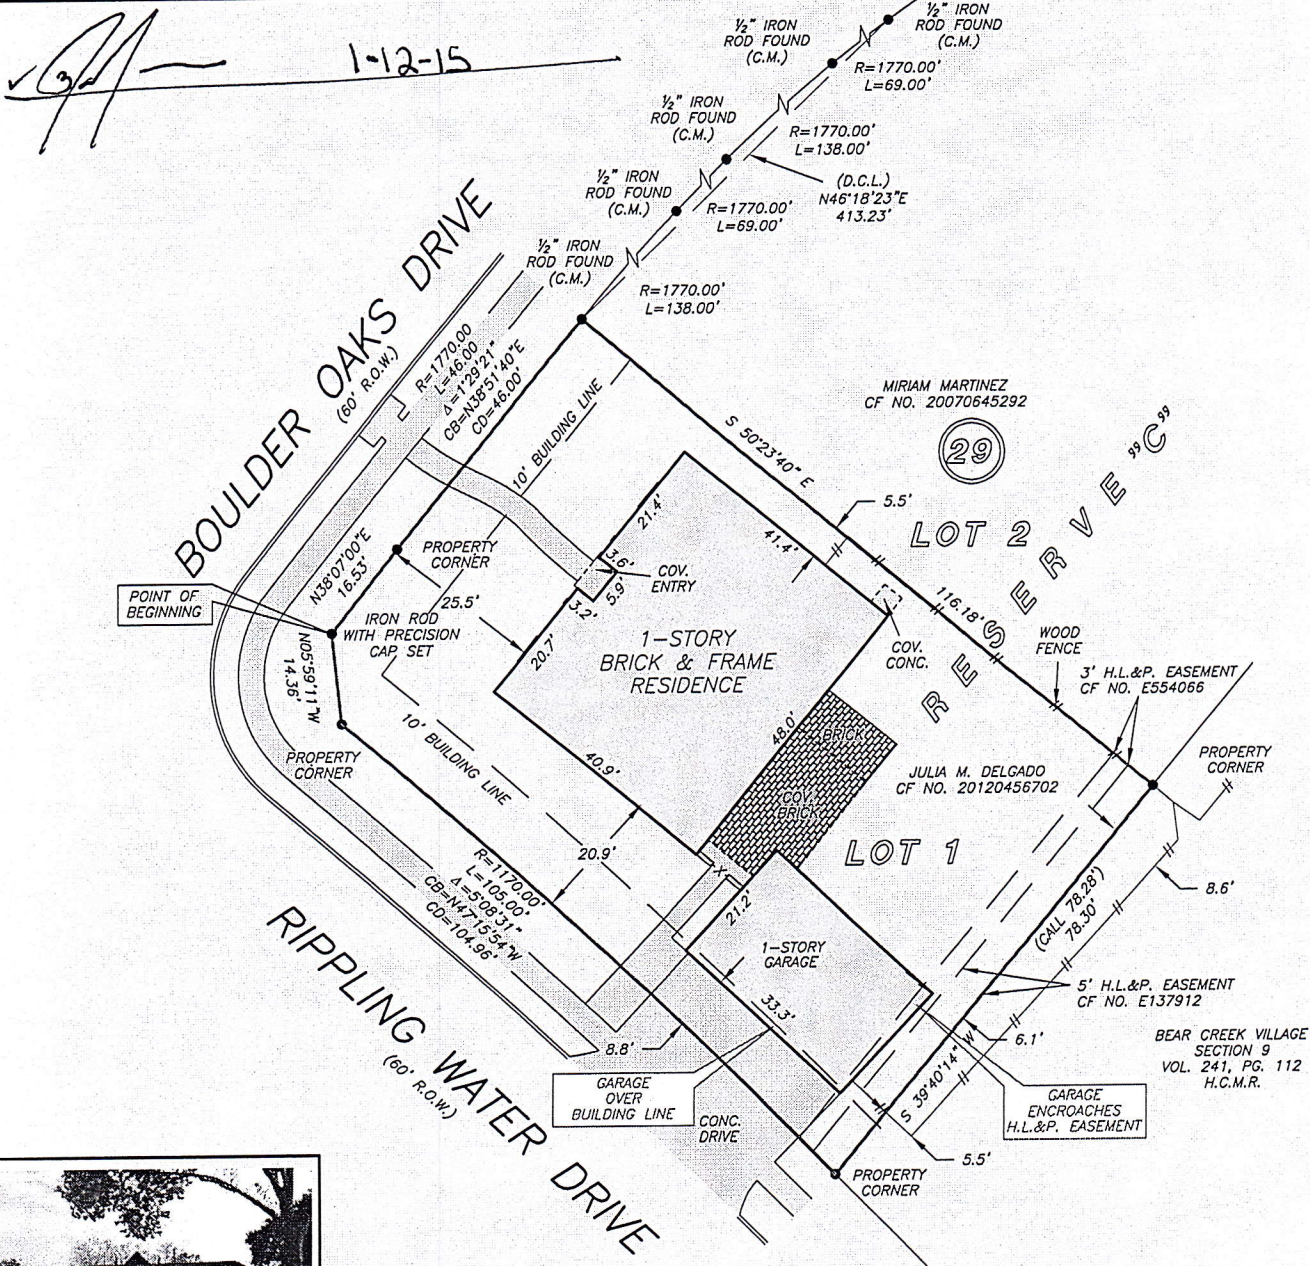 1-12-15
½" IRON
ROD FOUND
(C.M.)
½" IRON
ROD FOUND
(C.M.)
R=1770.00'
L=69.00'
½" IRON
ROD FOUND
(C.M.)
R=1770.00'
L=138.00'
(D.C.L.)
N46°18'23"E
413.23'
½" IRON
ROD FOUND
(C.M.)
R=1770.00'
L=69.00'
½" IRON
ROD FOUND
(C.M.)
R=1770.00'
L=138.00'
BOULDER OAKS DRIVE
(60' R.O.W.)
R=1770.00
L=46.00
Δ=1°29'21"
CB=N38°51'40"E
CD=46.00'
10' BUILDING LINE
S 50°23'40" E
116.18'
MIRIAM MARTINEZ
CF NO. 20070645292
29
LOT 2
RESERVE "C"
5.5'
21.4'
41.4'
3.6'
5.9'
3.2'
COV.
ENTRY
PROPERTY
CORNER
N38°07'00"E
16.53'
POINT OF
BEGINNING
25.5'
IRON ROD
WITH PRECISION
CAP SET
20.7'
1-STORY
BRICK & FRAME
RESIDENCE
COV.
CONC.
WOOD
FENCE
3' H.L.&P. EASEMENT
CF NO. E554066
N05°59'11"W
14.36'
PROPERTY
CORNER
10' BUILDING LINE
40.9'
48.0'
BRICK
COV.
BRICK
JULIA M. DELGADO
CF NO. 20120456702
PROPERTY
CORNER
LOT 1
20.9'
R=1170.00'
L=105.00'
Δ=5°08'31"
CB=N47°15'54"W
CD=104.96'
X
21.2'
1-STORY
GARAGE
33.3'
(CALL 78.28')
78.30'
S 39°40'14" W
8.6'
5' H.L.&P. EASEMENT
CF NO. E137912
6.1'
BEAR CREEK VILLAGE
SECTION 9
VOL. 241, PG. 112
H.C.M.R.
RIPPLING WATER DRIVE
(60' R.O.W.)
8.8'
GARAGE
OVER
BUILDING LINE
GARAGE
ENCROACHES
H.L.&P. EASEMENT
CONC.
DRIVE
5.5'
PROPERTY
CORNER